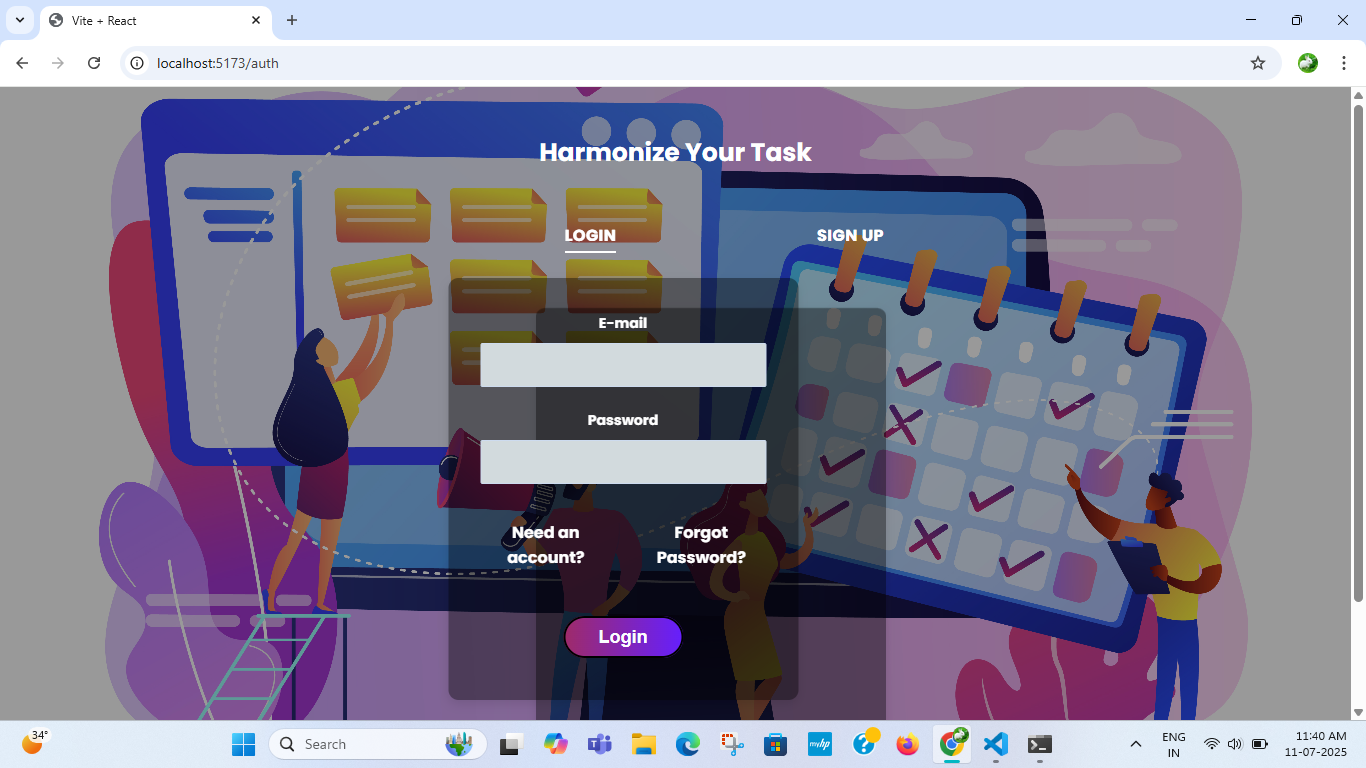 Vite + React
localhost:5173/auth
Harmonize Your Task
LOGIN
SIGN UP
E-mail
Password
Need an
account?
Forgot
Password?
Login
34°
Search
myhp
ENG
IN
11:40 AM
11-07-2025